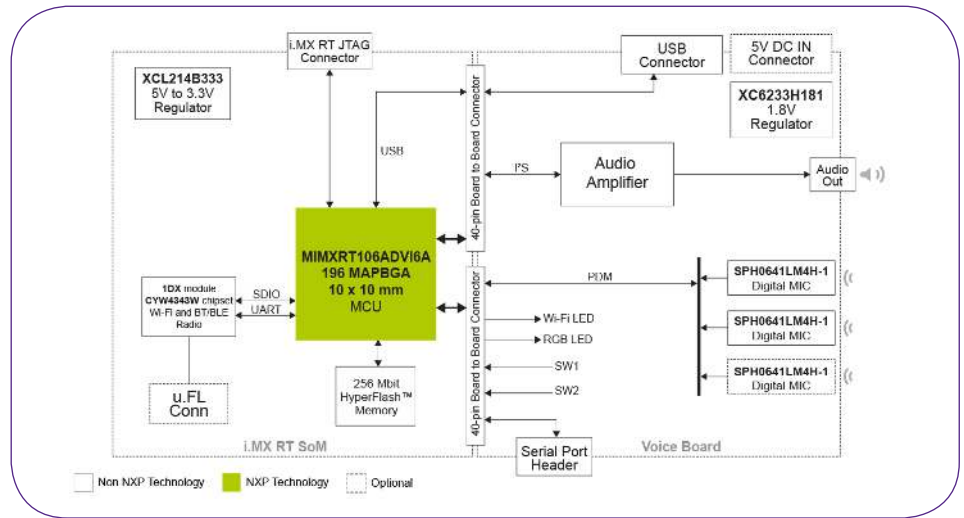 i.MX RT JTAG
Connector
XCL214B333
5V to 3.3V
Regulator
USB
Connector
5V DC IN
Connector
XC6233H181
1.8V
Regulator
40-pin Board to Board Connector
USB
I²S
Audio
Amplifier
Audio
Out
MIMXRT106ADVI6A
196 MAPBGA
10 x 10 mm
MCU
1DX module
CYW4343W chipset
Wi-Fi and BT/BLE
Radio
SDIO
UART
u.FL
Conn
256 Mbit
HyperFlash™
Memory
40-pin Board to Board Connector
PDM
Wi-Fi LED
RGB LED
SW1
SW2
SPH0641LM4H-1
Digital MIC
SPH0641LM4H-1
Digital MIC
SPH0641LM4H-1
Digital MIC
Serial Port
Header
i.MX RT SoM
Voice Board
Non NXP Technology
NXP Technology
Optional